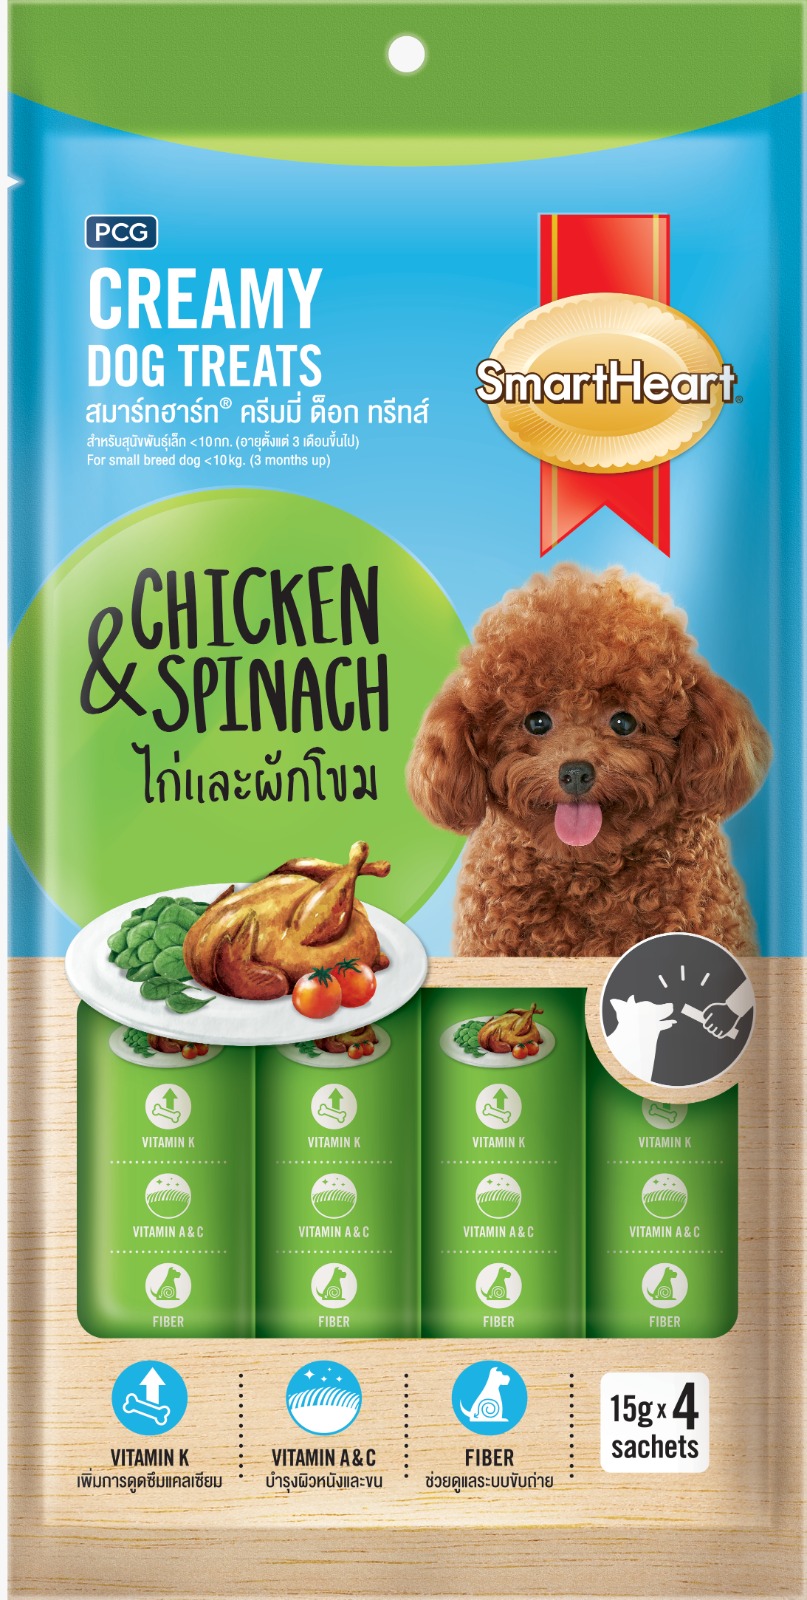 PCG
CREAMY
DOG TREATS
สมาร์ทฮาร์ท® ครีมมี่ ด็อก ทรีทส์
สำหรับสุนัขพันธุ์เล็ก <10กก. (อายุตั้งแต่ 3 เดือนขึ้นไป)
For small breed dog <10kg. (3 months up)
SmartHeart®
CHICKEN
& SPINACH
ไก่และผักโขม
VITAMIN K VITAMIN K VITAMIN K VITAMIN K
VITAMIN A & C VITAMIN A & C VITAMIN A & C VITAMIN A & C
FIBER FIBER FIBER FIBER
VITAMIN K
เพิ่มการดูดซึมแคลเซียม
VITAMIN A & C
บำรุงผิวหนังและขน
FIBER
ช่วยดูแลระบบขับถ่าย
15g x 4
sachets